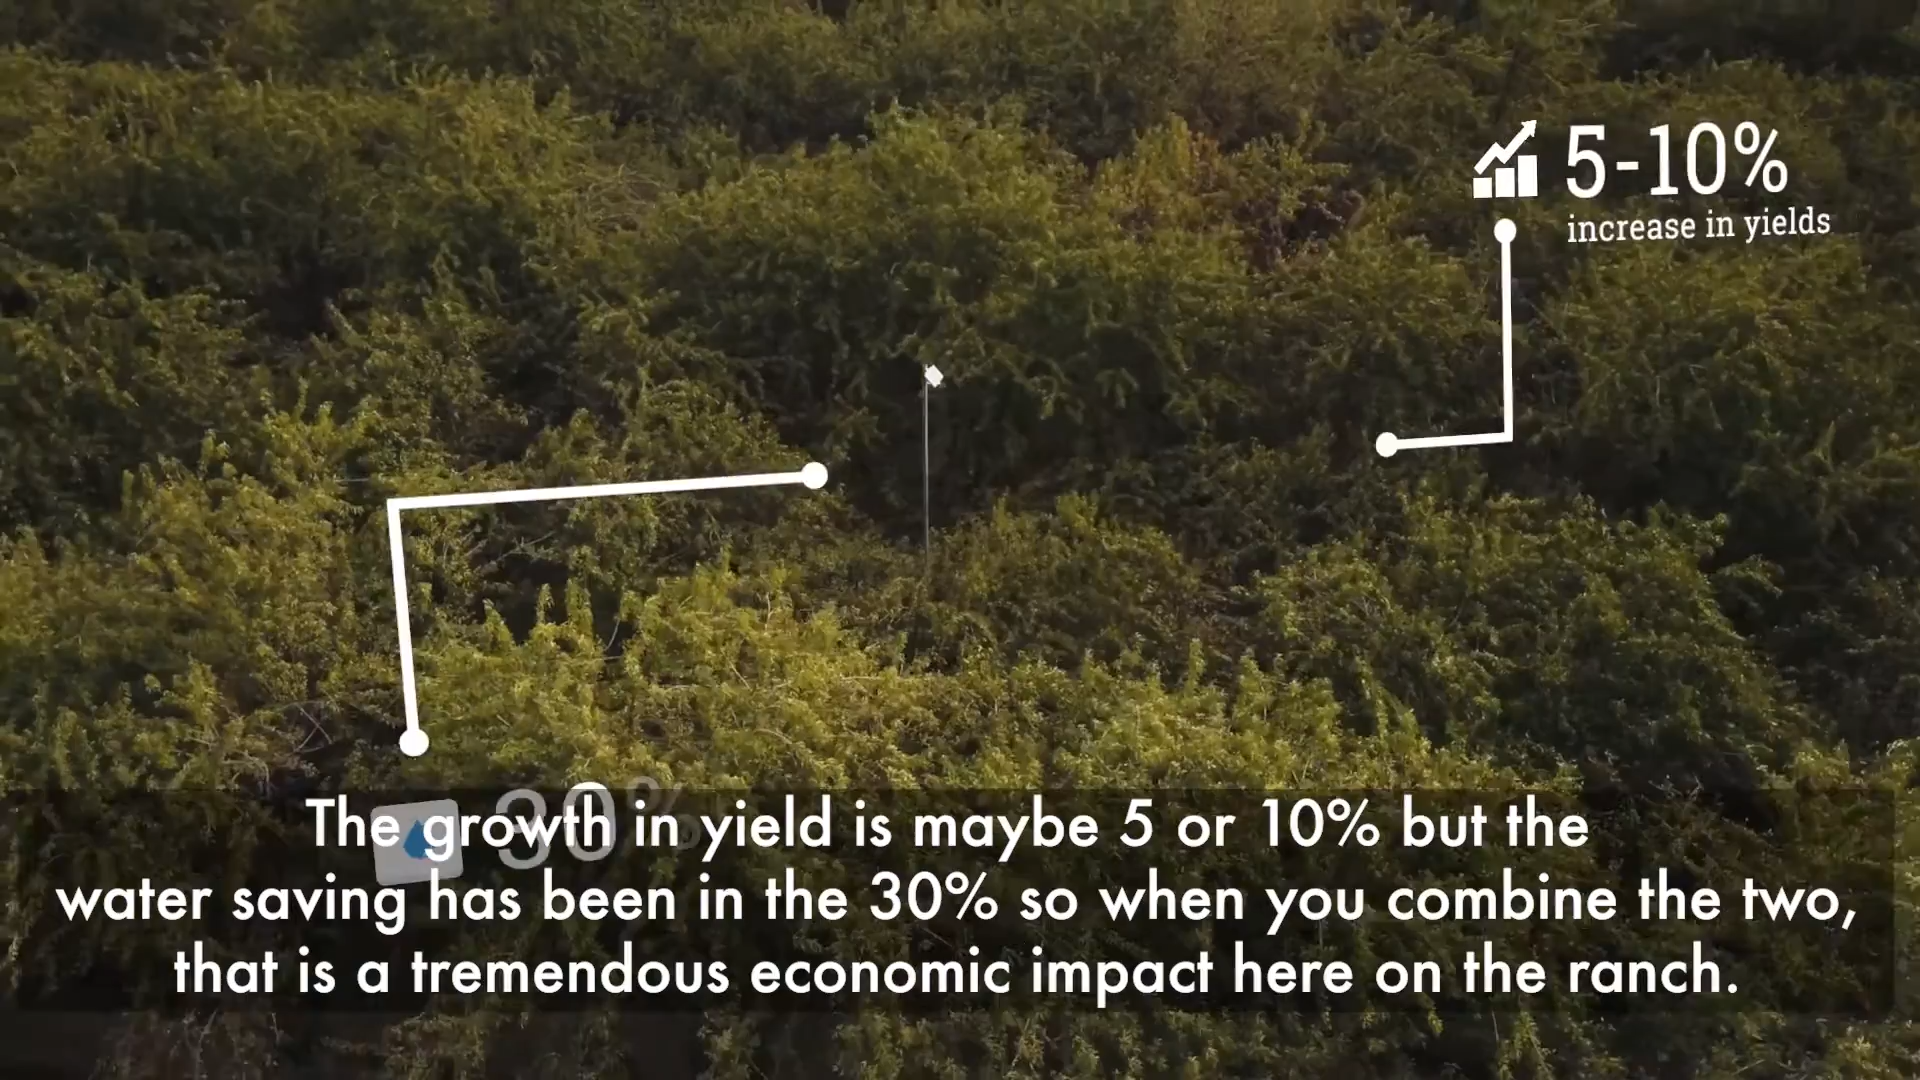 5-10%
increase in yields
30%
The growth in yield is maybe 5 or 10% but the
water saving has been in the 30% so when you combine the two,
that is a tremendous economic impact here on the ranch.